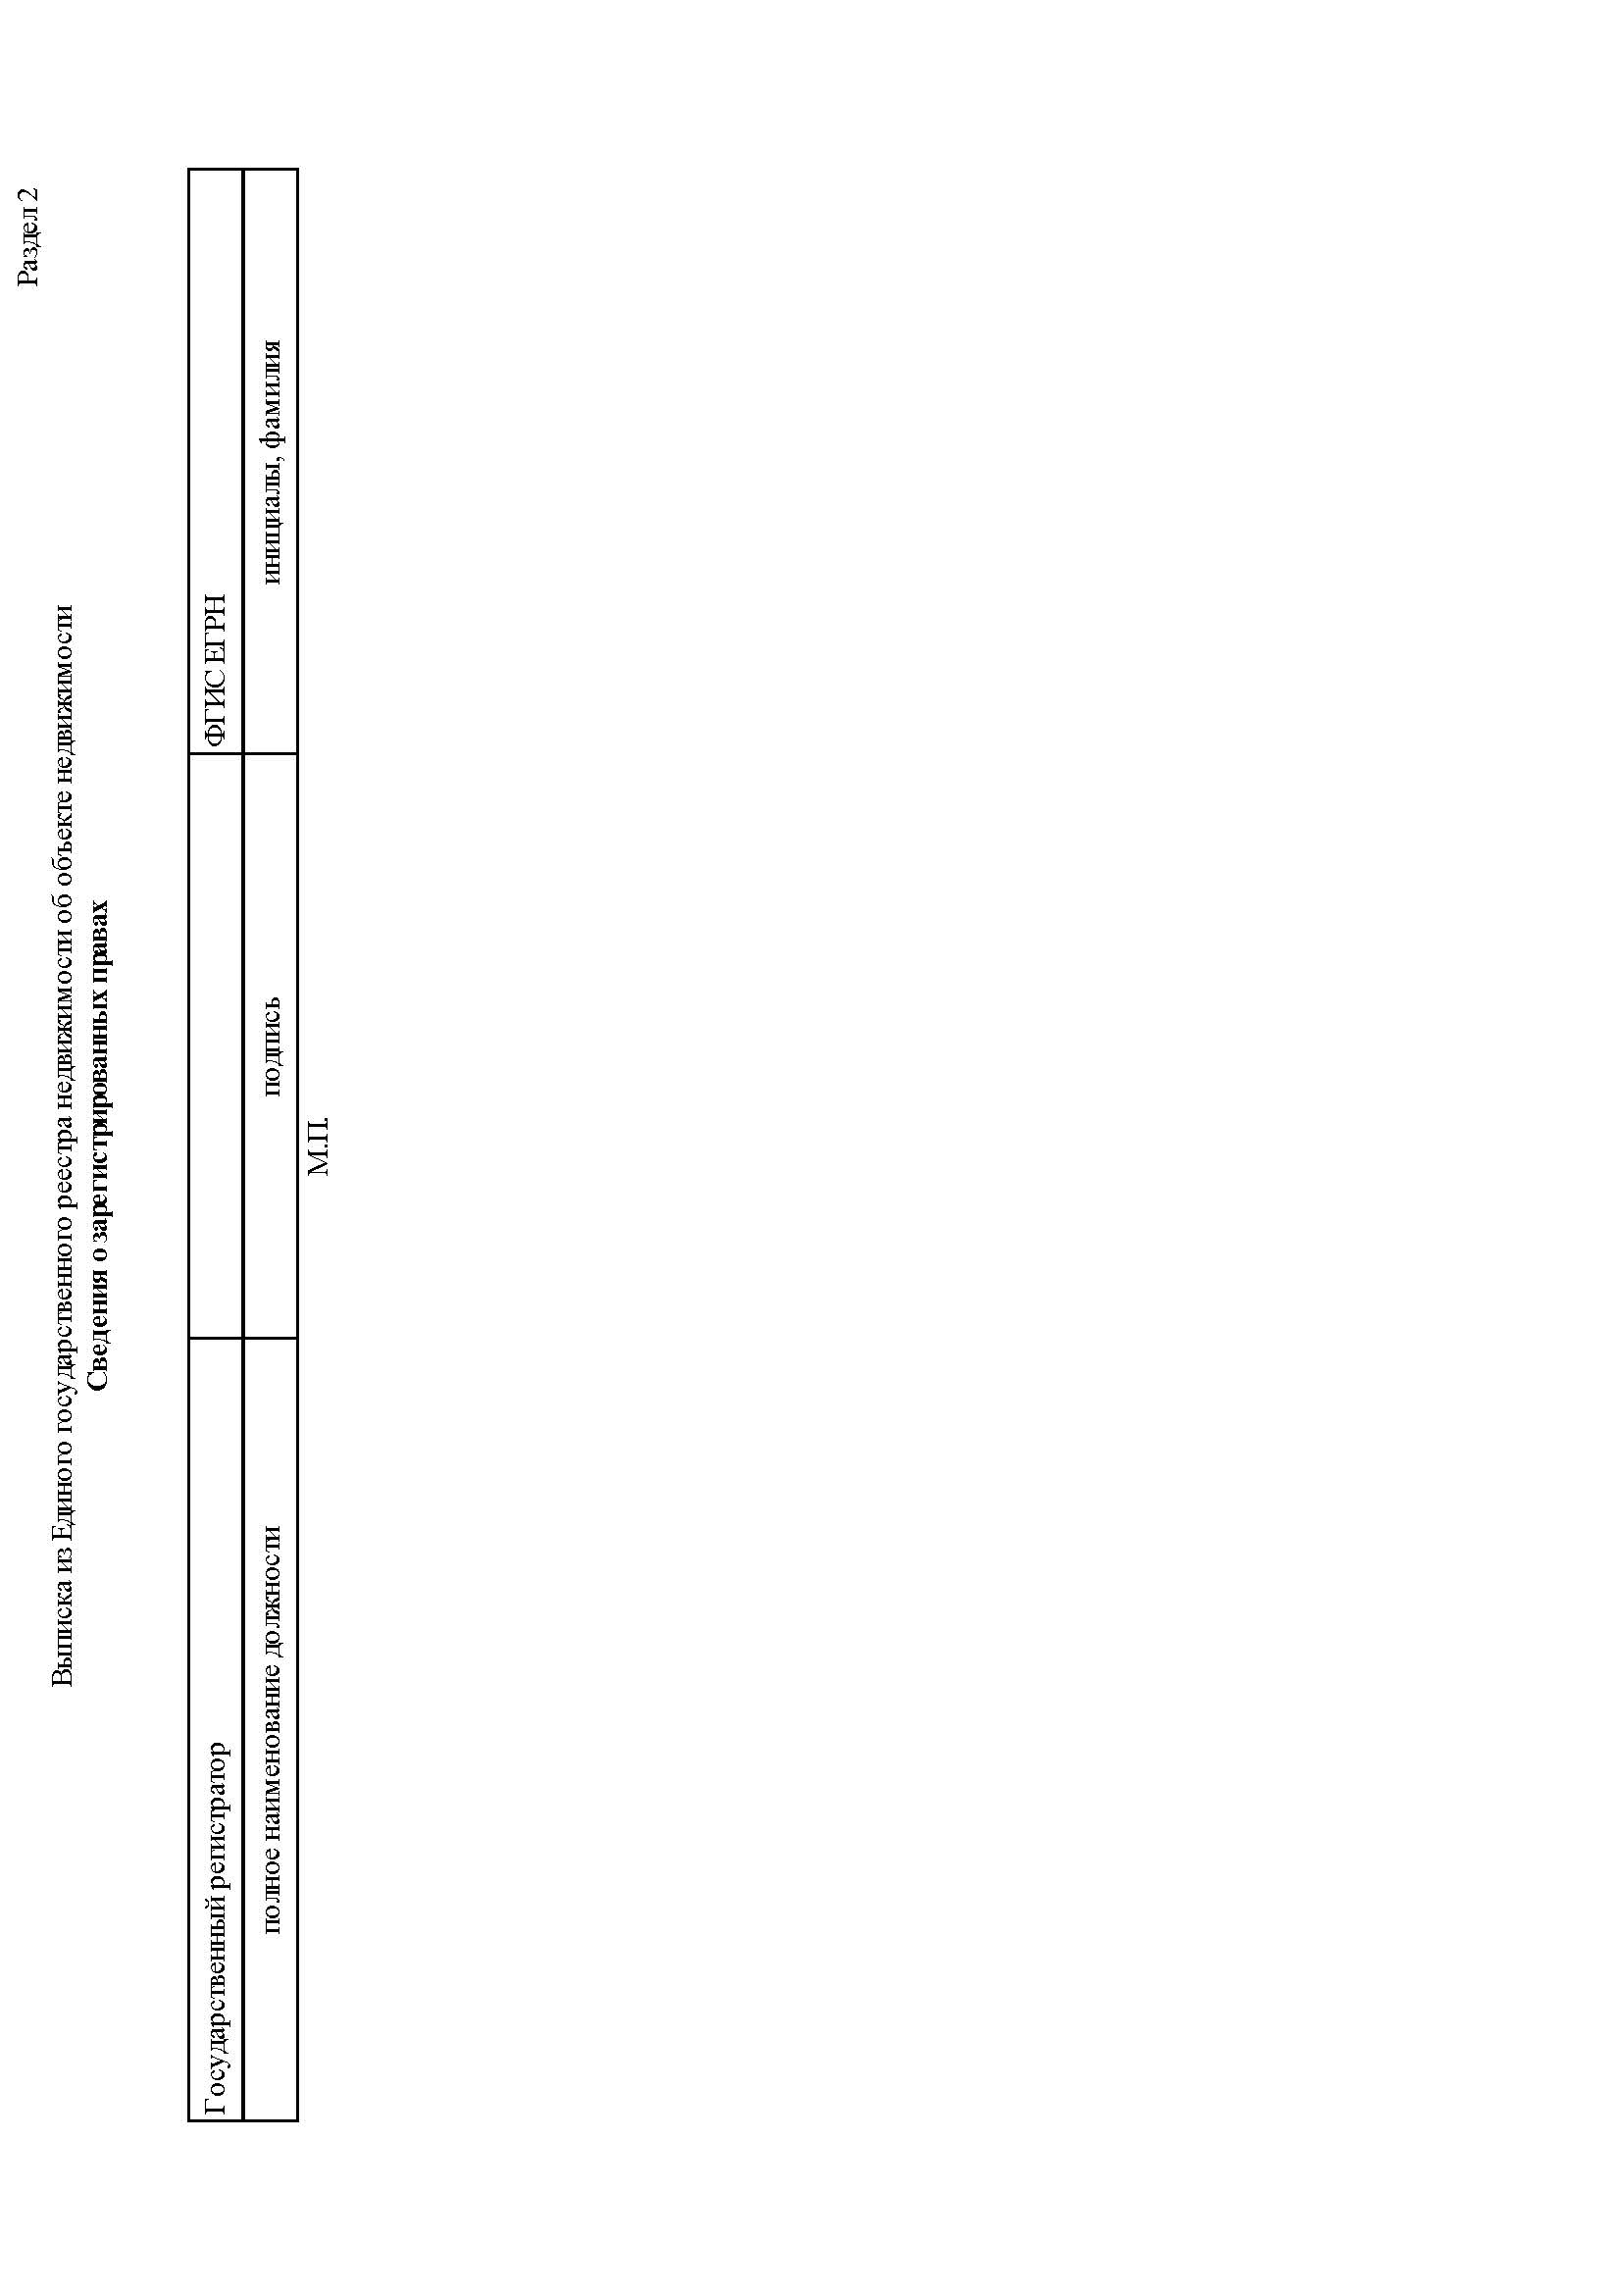 Раздел 2
Выписка из Единого государственного реестра недвижимости об объекте недвижимости
Сведения о зарегистрированных правах
Государственный регистратор ФГИС ЕГРН
полное наименование должности подпись инициалы, фамилия
М.П.